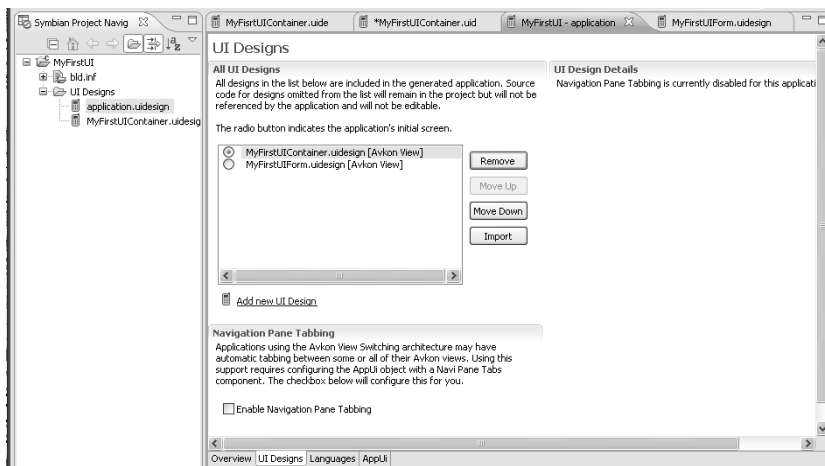 Symbian Project Navig
MyFisrtUIContainer.uide
*MyFirstUIContainer.uid
MyFirstUI - application
MyFirstUIForm.uidesign
MyFirstUI
bld.inf
UI Designs
application.uidesign
MyFirstUIContainer.uidesig
UI Designs
All UI Designs
All designs in the list below are included in the generated application. Source
code for designs omitted from the list will remain in the project but will not be
referenced by the application and will not be editable.
The radio button indicates the application's initial screen.
MyFirstUIContainer.uidesign [Avkon View]
MyFirstUIForm.uidesign [Avkon View]
Remove
Move Up
Move Down
Import
Add new UI Design
Navigation Pane Tabbing
Applications using the Avkon View Switching architecture may have
automatic tabbing between some or all of their Avkon views. Using this
support requires configuring the AppUi object with a Navi Pane Tabs
component. The checkbox below will configure this for you.
Enable Navigation Pane Tabbing
UI Design Details
Navigation Pane Tabbing is currently disabled for this applicati
Overview UI Designs Languages AppUi